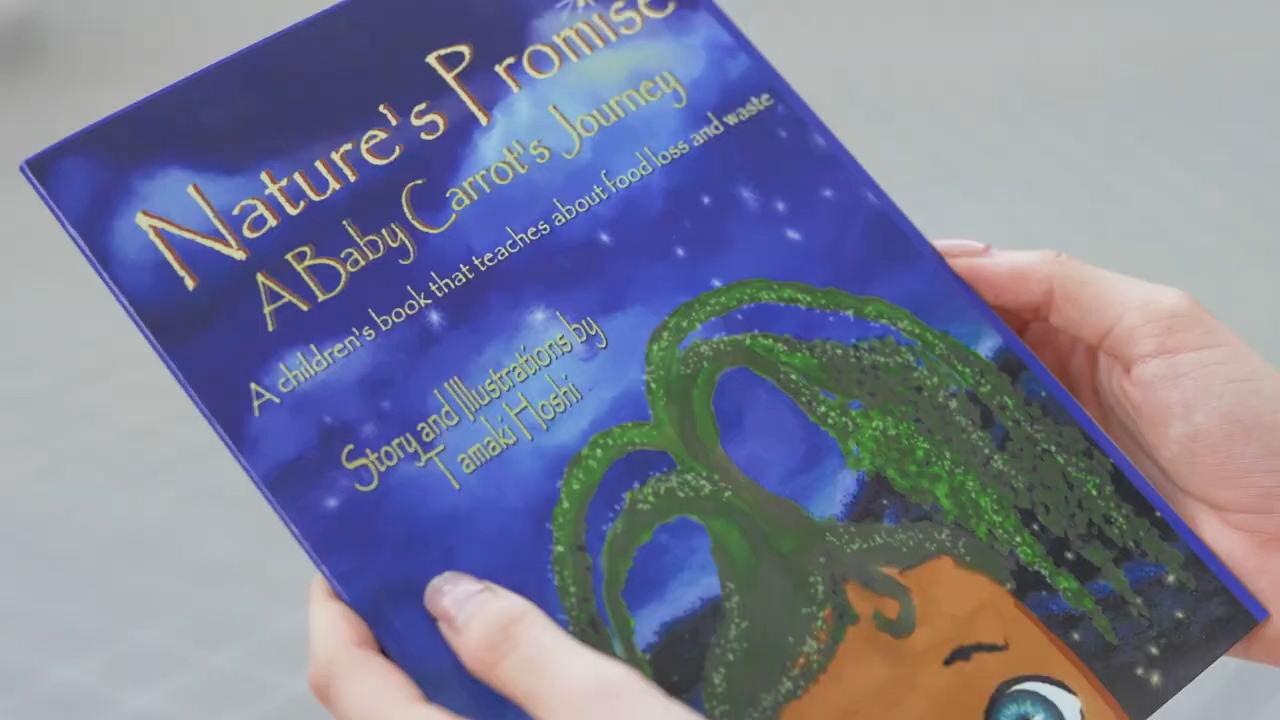 Nature's Promise
A Baby Carrot's Journey
A children's book that teaches about food loss and waste
Story and Illustrations by
Tamaki Hoshi